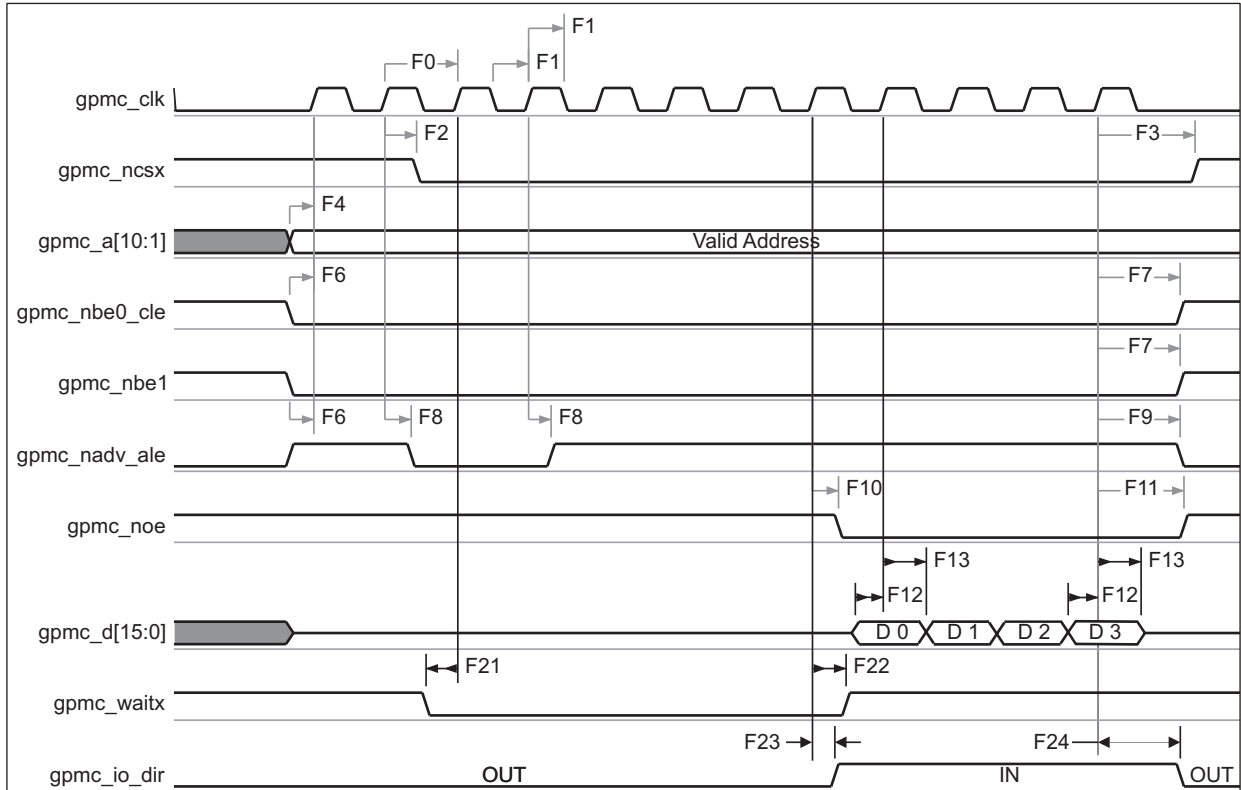 F1
F0 F1
gpmc_clk
F2 F3
gpmc_ncsx
F4
gpmc_a[10:1] Valid Address
F6 F7
gpmc_nbe0_cle
F7
gpmc_nbe1
F6 F8 F8 F9
gpmc_nadv_ale
F10 F11
gpmc_noe
F13 F13
F12 F12
gpmc_d[15:0] D 0 D 1 D 2 D 3
F21 F22
gpmc_waitx
F23 F24
gpmc_io_dir OUT IN OUT